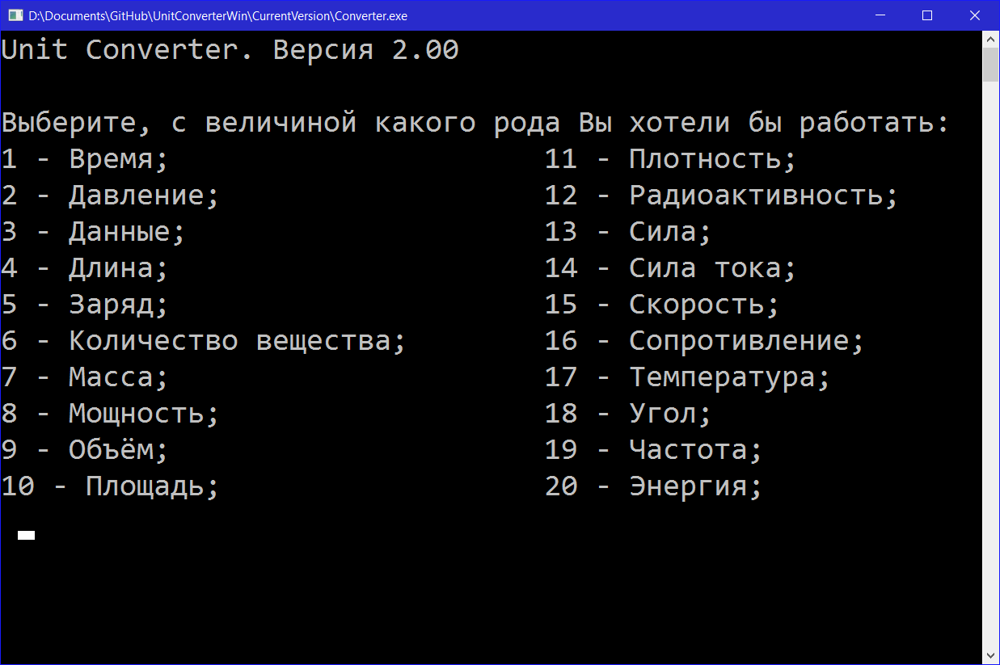 D:\Documents\GitHub\UnitConverterWin\CurrentVersion\Converter.exe
Unit Converter. Версия 2.00
Выберите, с величиной какого рода Вы хотели бы работать:
1 - Время; 11 - Плотность;
2 - Давление; 12 - Радиоактивность;
3 - Данные; 13 - Сила;
4 - Длина; 14 - Сила тока;
5 - Заряд; 15 - Скорость;
6 - Количество вещества; 16 - Сопротивление;
7 - Масса; 17 - Температура;
8 - Мощность; 18 - Угол;
9 - Объём; 19 - Частота;
10 - Площадь; 20 - Энергия;